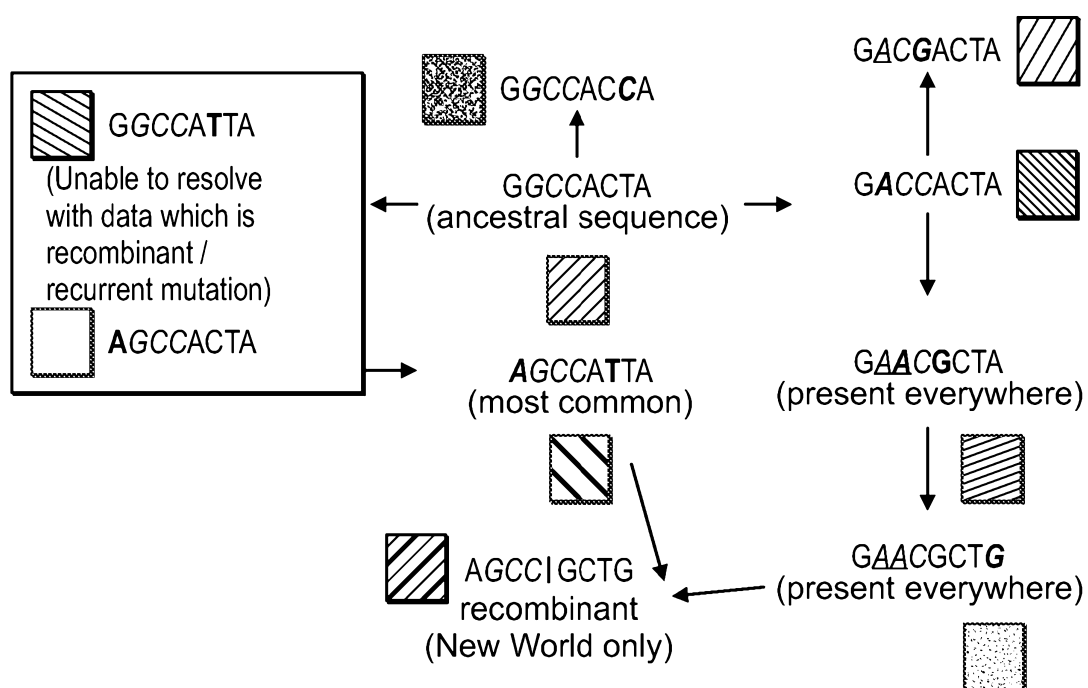 GACGACTA
GGCCACCA
GGCCATTA
(Unable to resolve
with data which is
recombinant /
recurrent mutation)
AGCCACTA
GGCCACTA
(ancestral sequence)
GACCACTA
AGCCATTA
(most common)
GAACGCTA
(present everywhere)
AGCC|GCTG
recombinant
(New World only)
GAACGCTG
(present everywhere)